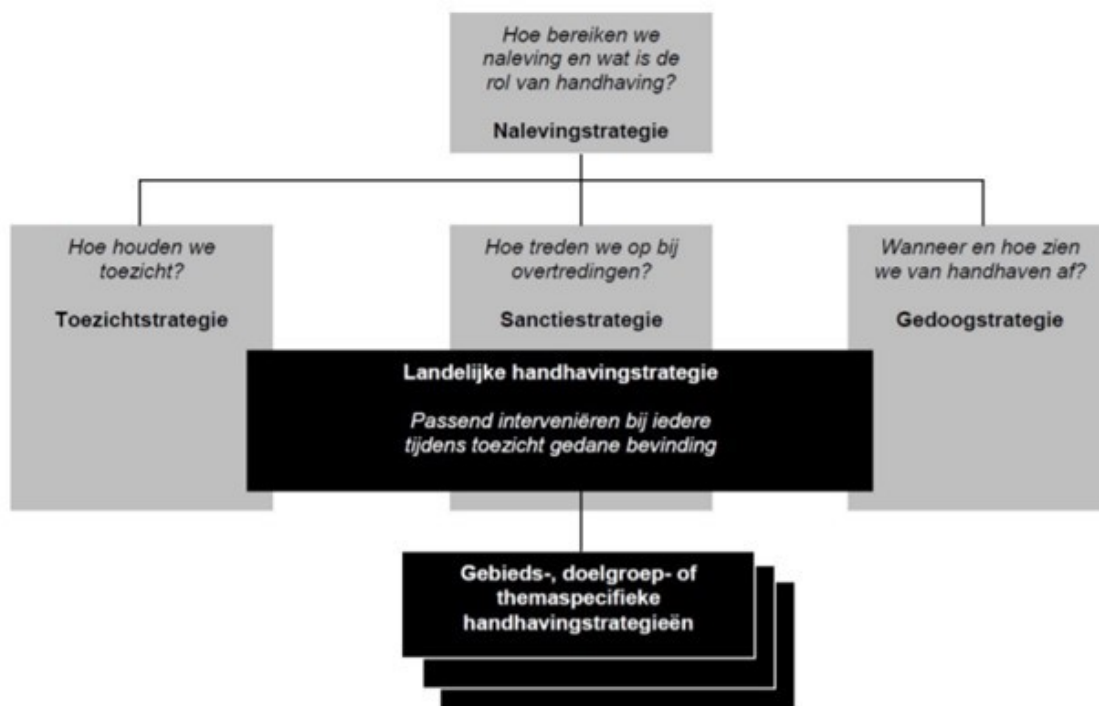 Hoe bereiken we
naleving en wat is de
rol van handhaving?
Nalevingstrategie
Hoe houden we
toezicht?
Toezichtstrategie
Hoe treden we op bij
overtredingen?
Sanctiestrategie
Wanneer en hoe zien
we van handhaven af?
Gedoogstrategie
Landelijke handhavingstrategie
Passend interveniëren bij iedere
tijdens toezicht gedane bevinding
Gebieds-, doelgroep- of
themaspecifieke
handhavingstrategieën